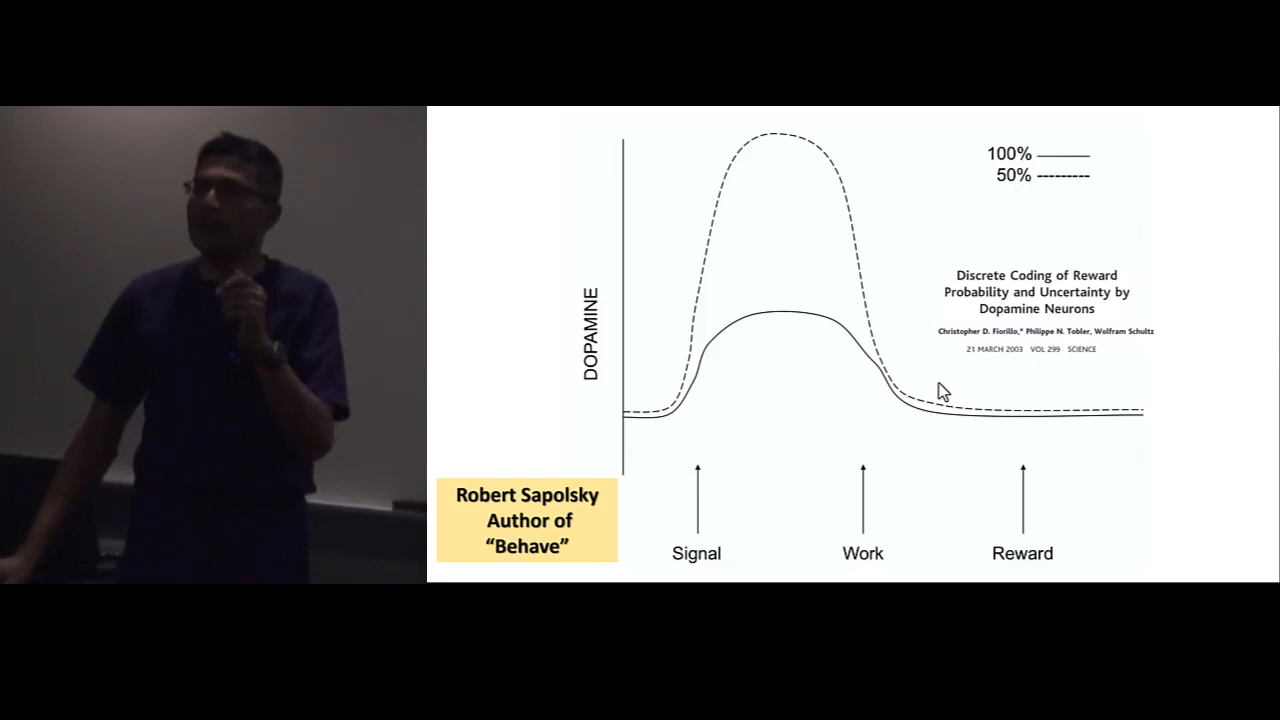 100%
50%
Discrete Coding of Reward
Probability and Uncertainty by
Dopamine Neurons
Christopher D. Fiorillo,* Philippe N. Tobler, Wolfram Schultz
21 MARCH 2003 VOL 299 SCIENCE
DOPAMINE
Robert Sapolsky
Author of
“Behave”
Signal
Work
Reward